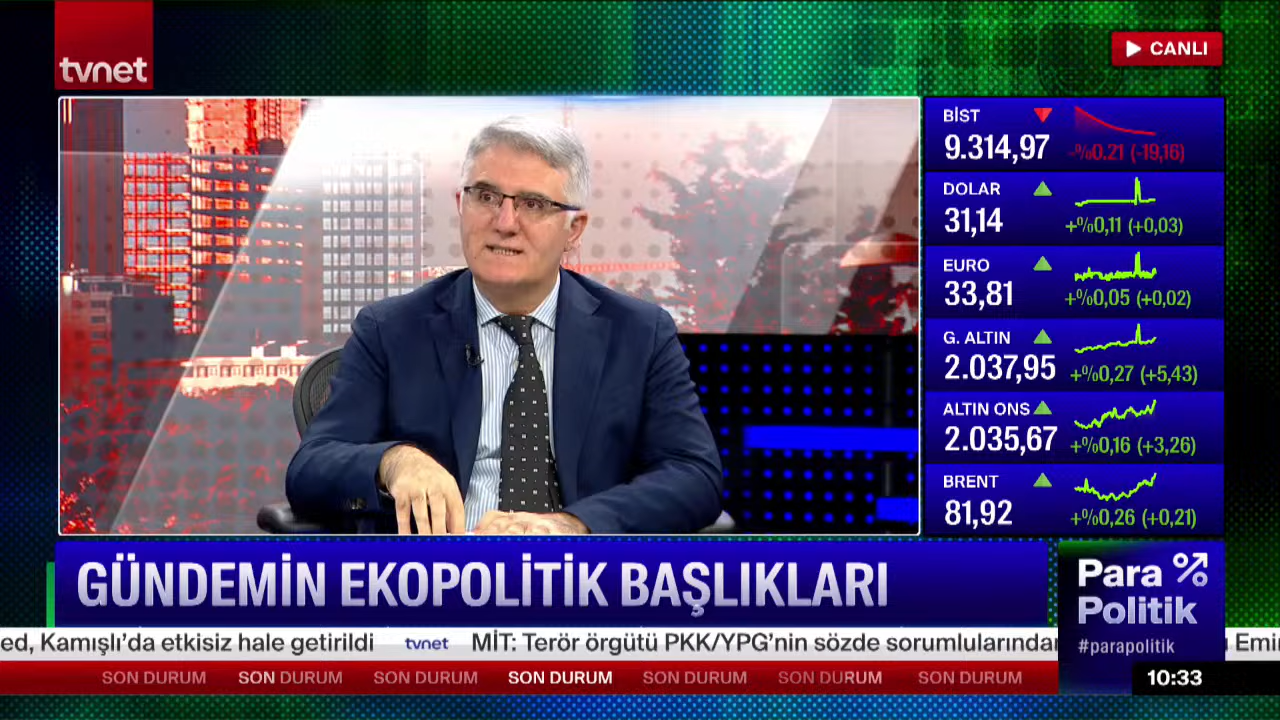 tvnet
CANLI
BİST
9.314,97
-%0.21 (-19,16)
DOLAR
31,14
+%0,11 (+0,03)
EURO
33,81
+%0,05 (+0,02)
G. ALTIN
2.037,95
+%0,27 (+5,43)
ALTIN ONS
2.035,67
+%0,16 (+3,26)
BRENT
81,92
+%0,26 (+0,21)
GÜNDEMİN EKOPOLİTİK BAŞLIKLARI
Para %
Politik
#parapolitik
ed, Kamışlı’da etkisiz hale getirildi tvnet MİT: Terör örgütü PKK/YPG’nin sözde sorumlularından Emi
SON DURUM SON DURUM SON DURUM SON DURUM SON DURUM SON DURUM SON DURUM
10:33